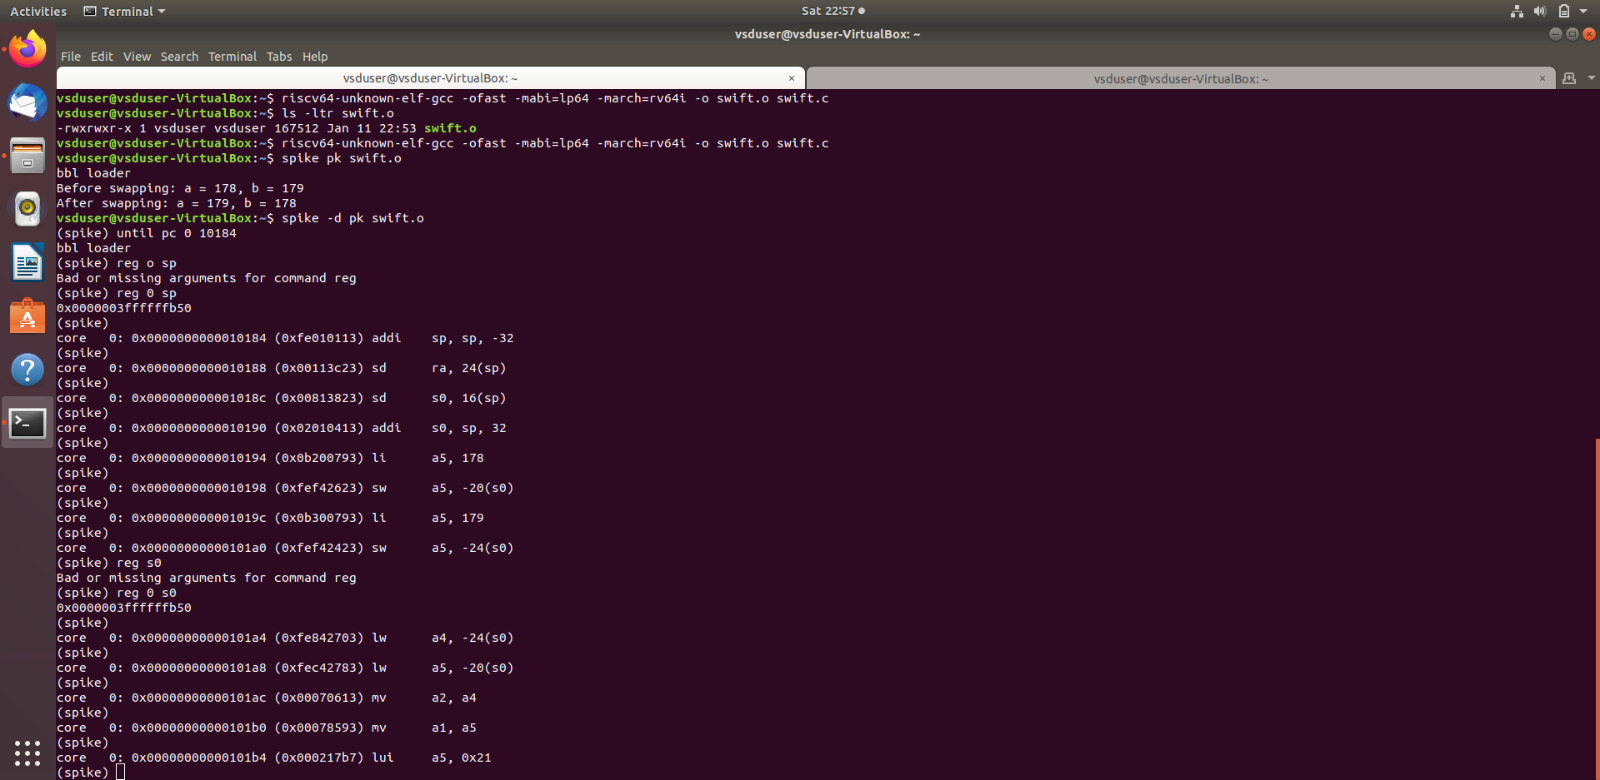 Activities Terminal Sat 22:57
vsduser@vsduser-VirtualBox: ~
File Edit View Search Terminal Tabs Help
vsduser@vsduser-VirtualBox: ~ × vsduser@vsduser-VirtualBox: ~ ×
vsduser@vsduser-VirtualBox:~$ riscv64-unknown-elf-gcc -ofast -mabi=lp64 -march=rv64i -o swift.o swift.c
vsduser@vsduser-VirtualBox:~$ ls -ltr swift.o
-rwxrwxr-x 1 vsduser vsduser 167512 Jan 11 22:53 swift.o
vsduser@vsduser-VirtualBox:~$ riscv64-unknown-elf-gcc -ofast -mabi=lp64 -march=rv64i -o swift.o swift.c
vsduser@vsduser-VirtualBox:~$ spike pk swift.o
bbl loader
Before swapping: a = 178, b = 179
After swapping: a = 179, b = 178
vsduser@vsduser-VirtualBox:~$ spike -d pk swift.o
(spike) until pc 0 10184
bbl loader
(spike) reg o sp
Bad or missing arguments for command reg
(spike) reg 0 sp
0x0000003ffffffb50
(spike)
core   0: 0x0000000000010184 (0xfe010113) addi    sp, sp, -32
(spike)
core   0: 0x0000000000010188 (0x00113c23) sd      ra, 24(sp)
(spike)
core   0: 0x000000000001018c (0x00813823) sd      s0, 16(sp)
(spike)
core   0: 0x0000000000010190 (0x02010413) addi    s0, sp, 32
(spike)
core   0: 0x0000000000010194 (0x0b200793) li      a5, 178
(spike)
core   0: 0x0000000000010198 (0xfef42623) sw      a5, -20(s0)
(spike)
core   0: 0x000000000001019c (0x0b300793) li      a5, 179
(spike)
core   0: 0x00000000000101a0 (0xfef42423) sw      a5, -24(s0)
(spike) reg s0
Bad or missing arguments for command reg
(spike) reg 0 s0
0x0000003ffffffb50
(spike)
core   0: 0x00000000000101a4 (0xfe842703) lw      a4, -24(s0)
(spike)
core   0: 0x00000000000101a8 (0xfec42783) lw      a5, -20(s0)
(spike)
core   0: 0x00000000000101ac (0x00070613) mv      a2, a4
(spike)
core   0: 0x00000000000101b0 (0x00078593) mv      a1, a5
(spike)
core   0: 0x00000000000101b4 (0x000217b7) lui     a5, 0x21
(spike)